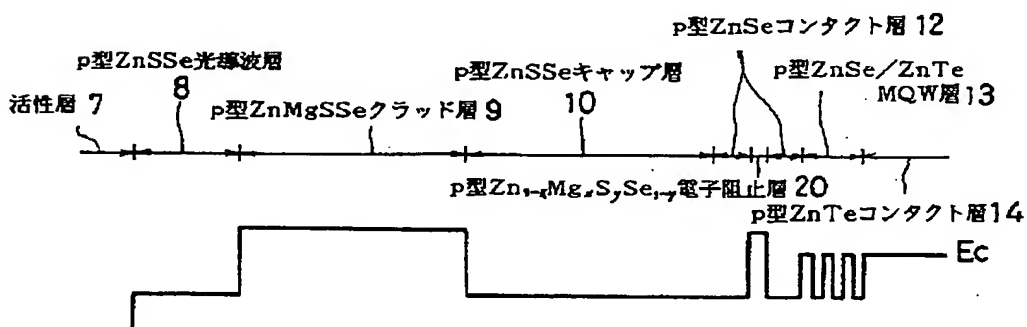 p型ZnSeコンタクト層 12
p型ZnSSe光導波層
8
p型ZnSSeキャップ層
10
p型ZnSe/ZnTe
MQW層 13
活性層 7
p型ZnMgSSeクラッド層 9
p型Zn₁₋ₓMgₓSᵧSe₁₋ᵧ電子阻止層 20
p型ZnTeコンタクト層 14
Ec